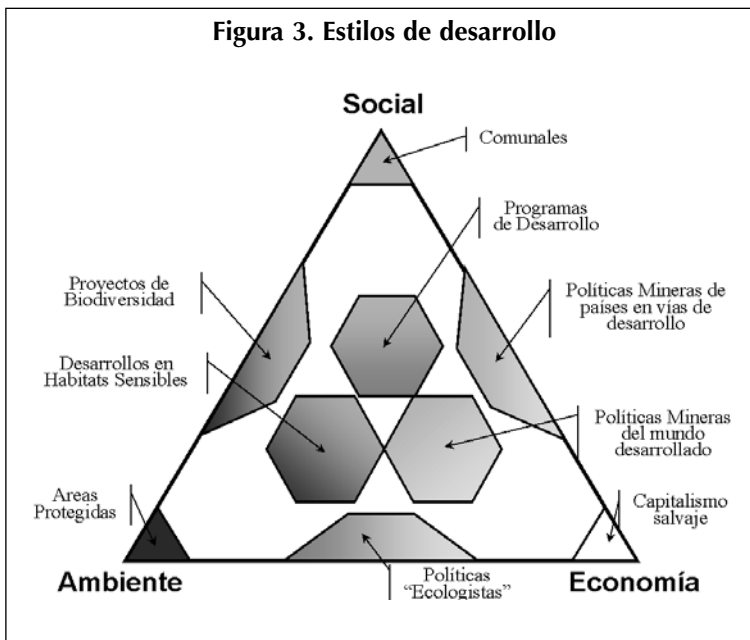 Figura 3. Estilos de desarrollo
Social
Comunales
Programas
de Desarrollo
Proyectos de
Biodiversidad
Políticas Mineras de
países en vías de
desarrollo
Desarrollos en
Habitats Sensibles
Políticas Mineras
del mundo
desarrollado
Areas
Protegidas
Capitalismo
salvaje
Ambiente
Políticas
“Ecologistas”
Economía